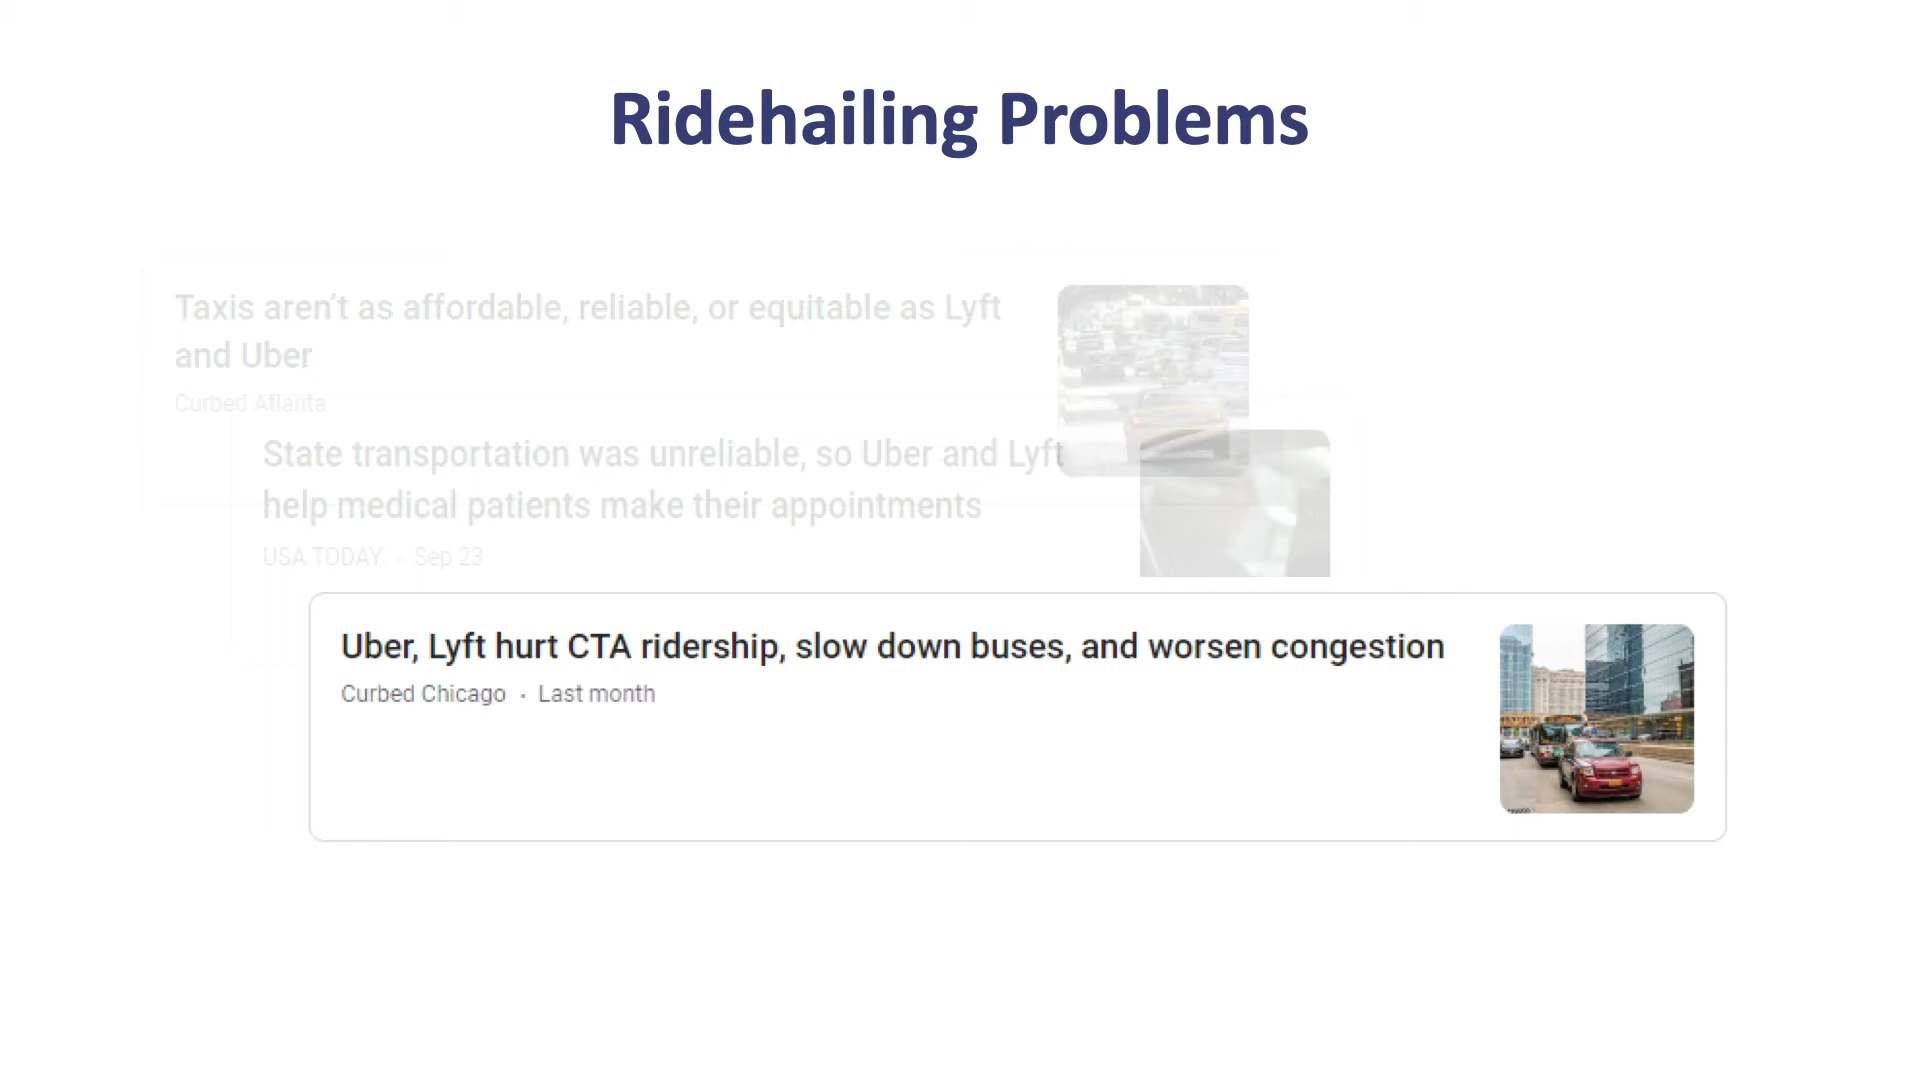 Ridehailing Problems
Taxis aren’t as affordable, reliable, or equitable as Lyft
and Uber
Curbed Atlanta
State transportation was unreliable, so Uber and Lyft
help medical patients make their appointments
USA TODAY · Sep 23
Uber, Lyft hurt CTA ridership, slow down buses, and worsen congestion
Curbed Chicago · Last month